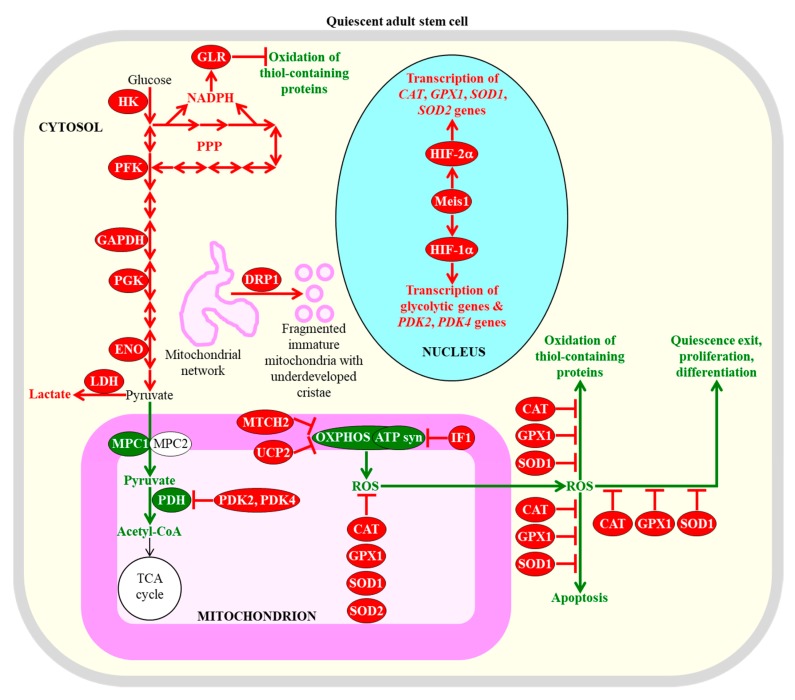 Quiescent adult stem cell
GLR
Oxidation of
thiol-containing
proteins
Glucose
NADPH
HK
CYTOSOL
PPP
PFK
GAPDH
PGK
ENO
LDH
Lactate
Pyruvate
DRP1
Mitochondrial
network
Fragmented
immature
mitochondria with
underdeveloped
cristae
Transcription of
CAT, GPX1, SOD1,
SOD2 genes
HIF-2α
Meis1
HIF-1α
Transcription of
glycolytic genes &
PDK2, PDK4 genes
NUCLEUS
Oxidation of
thiol-containing
proteins
Quiescence exit,
proliferation,
differentiation
MTCH2
UCP2
OXPHOS
ATP syn
IF1
MPC1
MPC2
Pyruvate
PDH
PDK2, PDK4
Acetyl-CoA
TCA
cycle
ROS
CAT
GPX1
SOD1
SOD2
MITOCHONDRION
CAT
GPX1
SOD1
ROS
CAT
GPX1
SOD1
CAT
GPX1
SOD1
Apoptosis